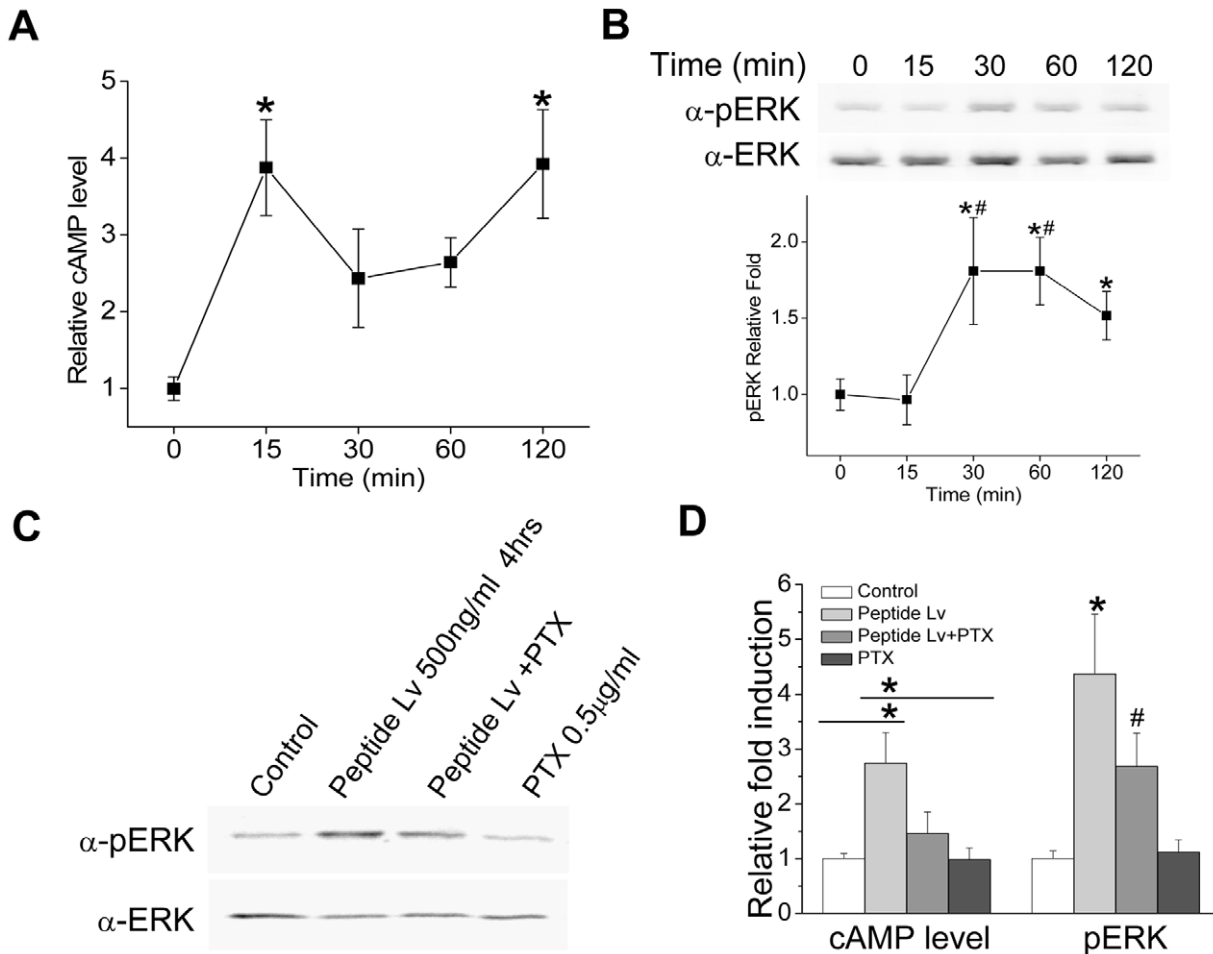 A
Relative cAMP level
5
4
3
2
1
*
*
0 15 30 60 120
Time (min)
B
Time (min) 0 15 30 60 120
α-pERK
α-ERK
pERK Relative Fold
2.0
1.5
1.0
*#
*#
*
0 15 30 60 120
Time (min)
C
Control
Peptide Lv 500ng/ml 4hrs
Peptide Lv +PTX
PTX 0.5μg/ml
α-pERK
α-ERK
D
Relative fold induction
6
5
4
3
2
1
0
Control
Peptide Lv
Peptide Lv+PTX
PTX
*
*
*
#
cAMP level pERK